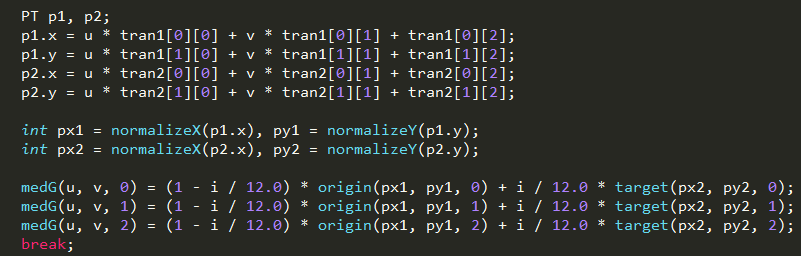 PT p1, p2;
p1.x = u * tran1[0][0] + v * tran1[0][1] + tran1[0][2];
p1.y = u * tran1[1][0] + v * tran1[1][1] + tran1[1][2];
p2.x = u * tran2[0][0] + v * tran2[0][1] + tran2[0][2];
p2.y = u * tran2[1][0] + v * tran2[1][1] + tran2[1][2];
int px1 = normalizeX(p1.x), py1 = normalizeY(p1.y);
int px2 = normalizeX(p2.x), py2 = normalizeY(p2.y);
medG(u, v, 0) = (1 - i / 12.0) * origin(px1, py1, 0) + i / 12.0 * target(px2, py2, 0);
medG(u, v, 1) = (1 - i / 12.0) * origin(px1, py1, 1) + i / 12.0 * target(px2, py2, 1);
medG(u, v, 2) = (1 - i / 12.0) * origin(px1, py1, 2) + i / 12.0 * target(px2, py2, 2);
break;